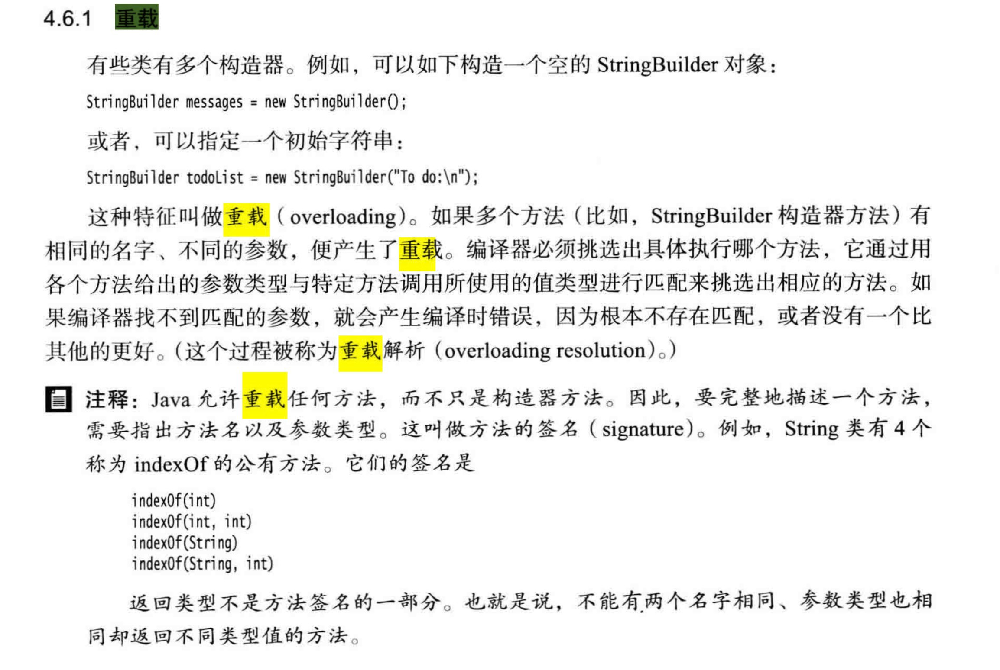 4.6.1 重载
有些类有多个构造器。例如，可以如下构造一个空的 StringBuilder 对象：
StringBuilder messages = new StringBuilder();
或者，可以指定一个初始字符串：
StringBuilder todoList = new StringBuilder("To do:\n");
这种特征叫做重载（overloading）。如果多个方法（比如，StringBuilder 构造器方法）有
相同的名字、不同的参数，便产生了重载。编译器必须挑选出具体执行哪个方法，它通过用
各个方法给出的参数类型与特定方法调用所使用的值类型进行匹配来挑选出相应的方法。如
果编译器找不到匹配的参数，就会产生编译时错误，因为根本不存在匹配，或者没有一个比
其他的更好。（这个过程被称为重载解析（overloading resolution）。）
注释：Java 允许重载任何方法，而不只是构造器方法。因此，要完整地描述一个方法，
需要指出方法名以及参数类型。这叫做方法的签名（signature）。例如，String 类有 4 个
称为 indexOf 的公有方法。它们的签名是
indexOf(int)
indexOf(int, int)
indexOf(String)
indexOf(String, int)
返回类型不是方法签名的一部分。也就是说，不能有两个名字相同、参数类型也相
同却返回不同类型值的方法。